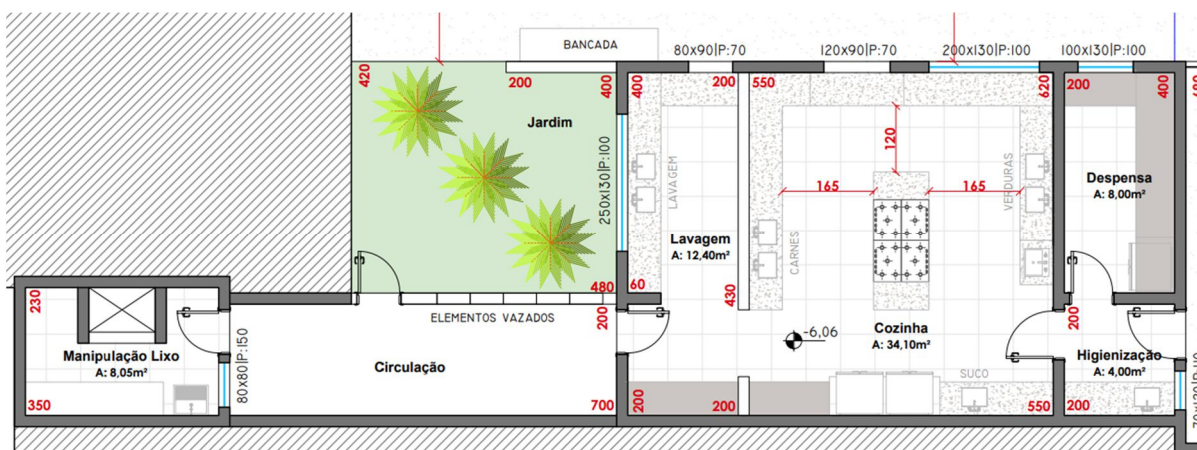 BANCADA
80x90|P:70
120x90|P:70
200x130|P:100
100x130|P:100
420
200
400
400
200
550
620
200
400
Jardim
250x130|P:100
LAVAGEM
120
165
165
VERDURAS
Despensa
A: 8,00m²
Lavagem
A: 12,40m²
CARNES
480
60
430
230
ELEMENTOS VAZADOS
200
-6,06
Cozinha
A: 34,10m²
200
Manipulação Lixo
A: 8,05m²
80x80|P:150
Circulação
Higienização
A: 4,00m²
SUCO
350
700
200
200
550
200